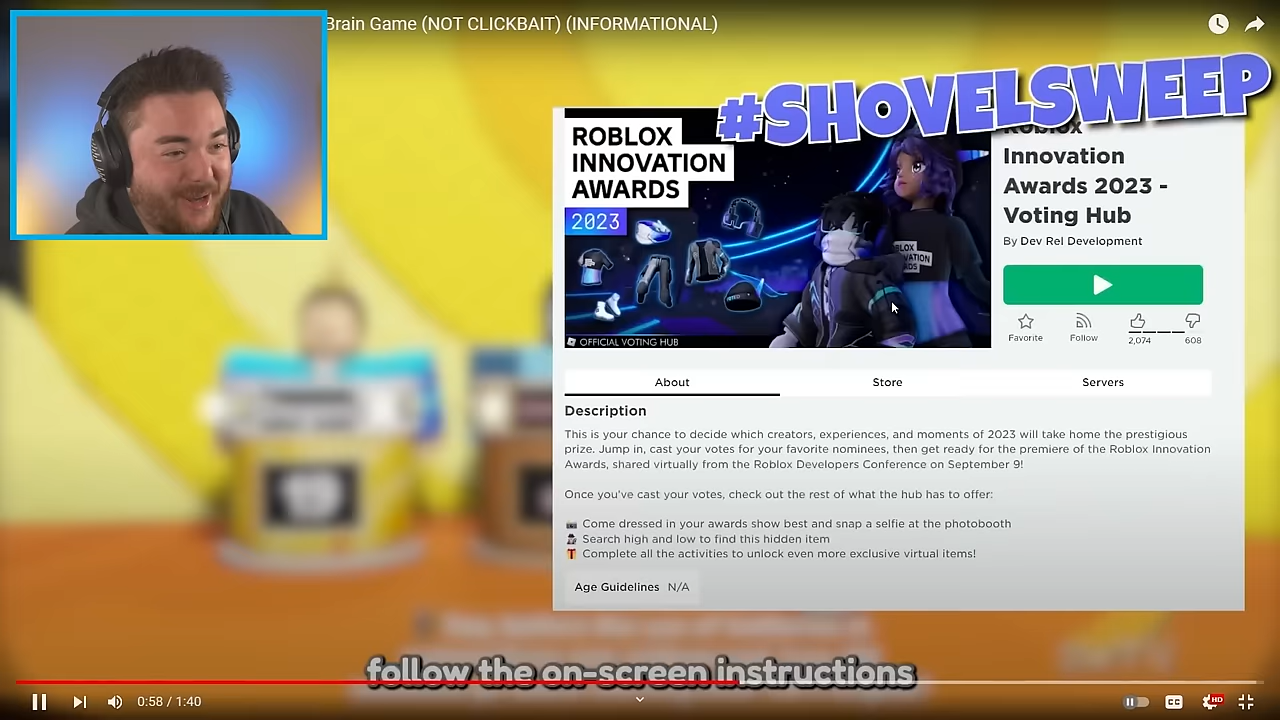 Brain Game (NOT CLICKBAIT) (INFORMATIONAL)
#SHOVELSWEEP
ROBLOX
INNOVATION
AWARDS
2023
OFFICIAL VOTING HUB
Roblox
Innovation
Awards 2023 -
Voting Hub
By Dev Rel Development
Favorite
Follow
2,074
608
About
Store
Servers
Description
This is your chance to decide which creators, experiences, and moments of 2023 will take home the prestigious
prize. Jump in, cast your votes for your favorite nominees, then get ready for the premiere of the Roblox Innovation
Awards, shared virtually from the Roblox Developers Conference on September 9!
Once you've cast your votes, check out the rest of what the hub has to offer:
Come dressed in your awards show best and snap a selfie at the photobooth
Search high and low to find this hidden item
Complete all the activities to unlock even more exclusive virtual items!
Age Guidelines N/A
follow the on-screen instructions
0:58 / 1:40
CC
HD